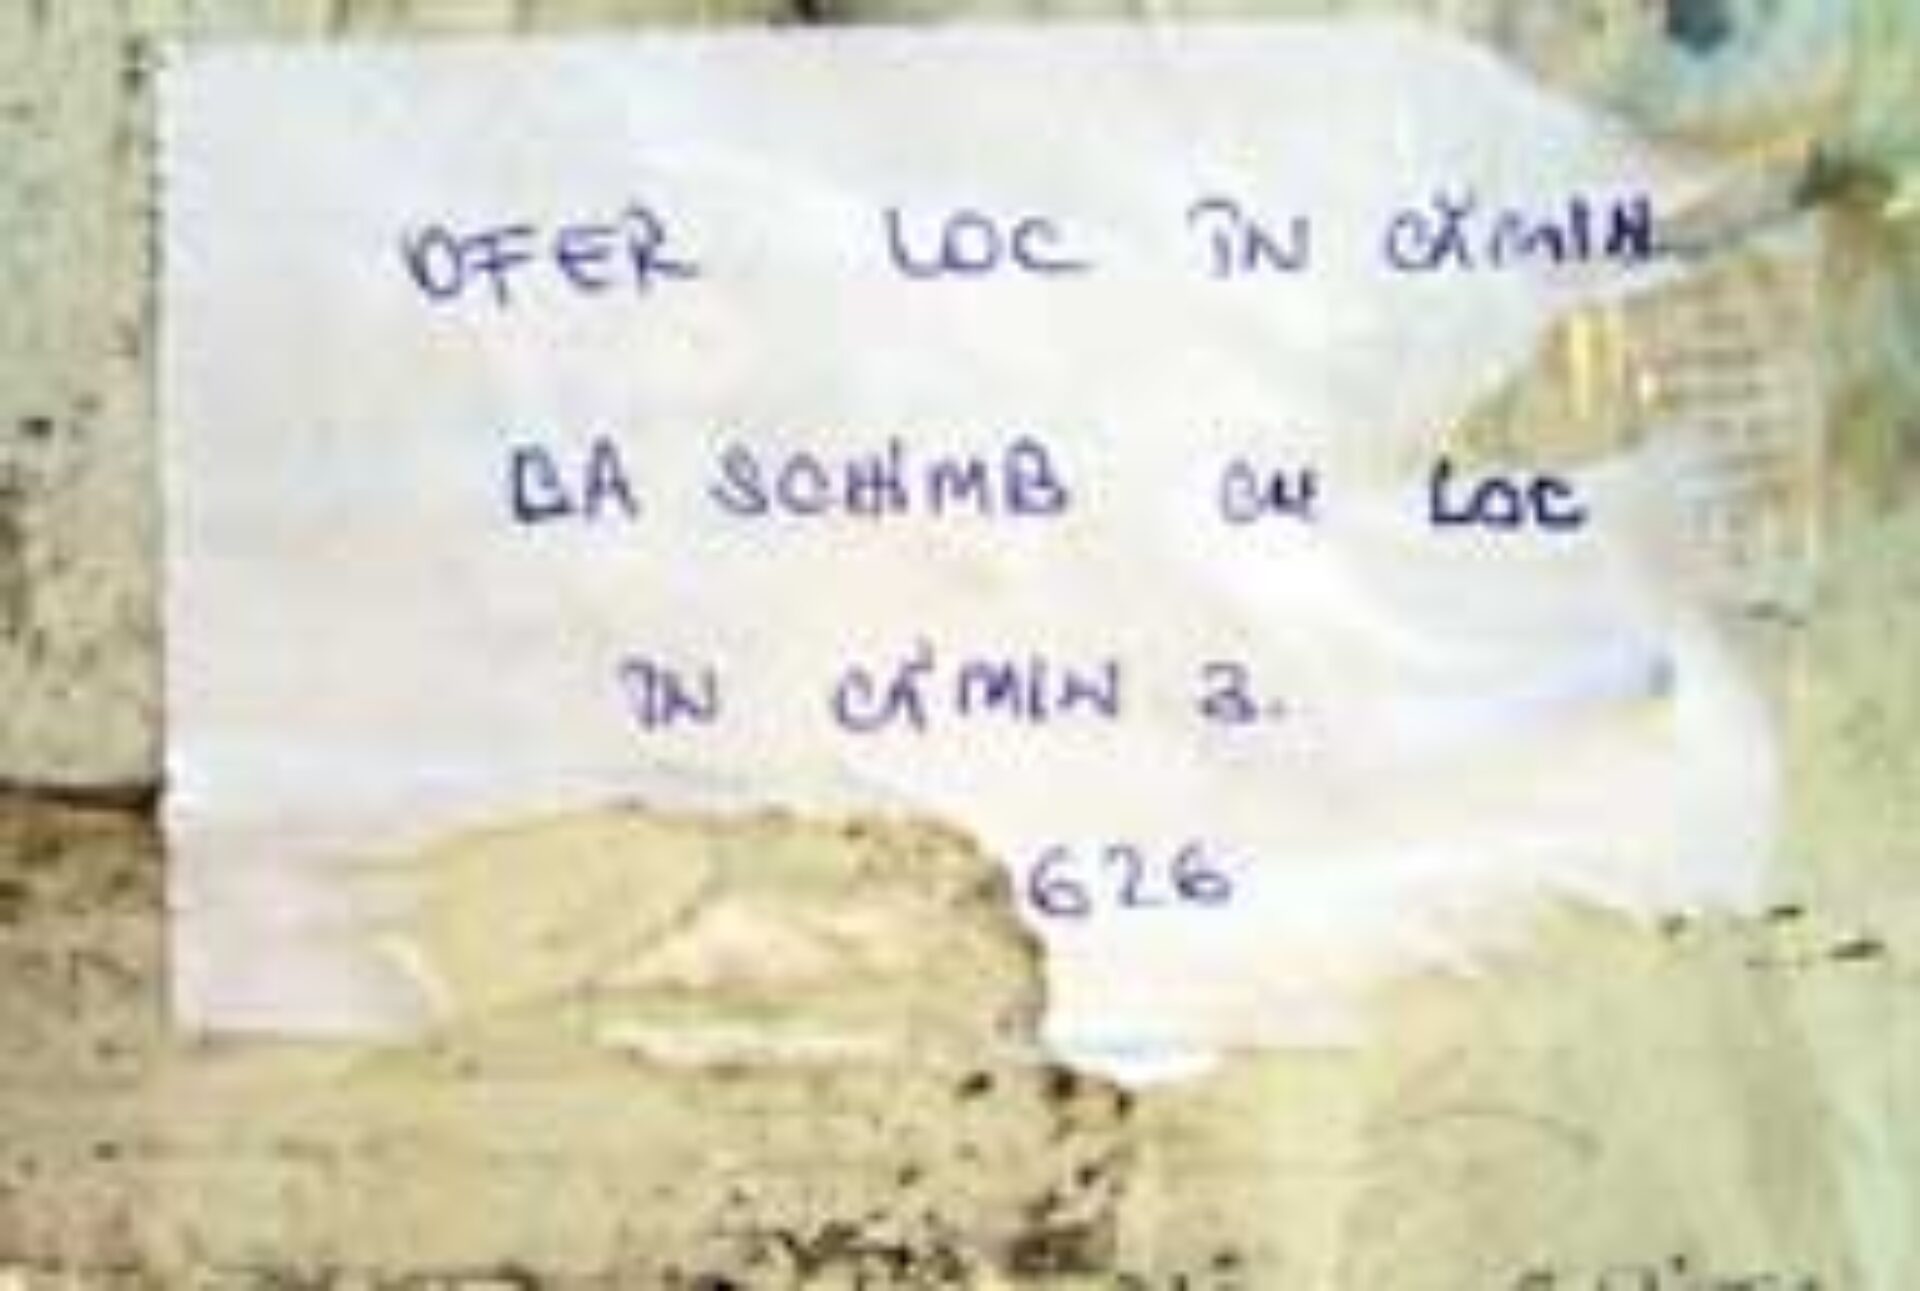 OFER LOC ÎN CĂMIN
LA SCHIMB CU LOC
ÎN CĂMIN 3.
626